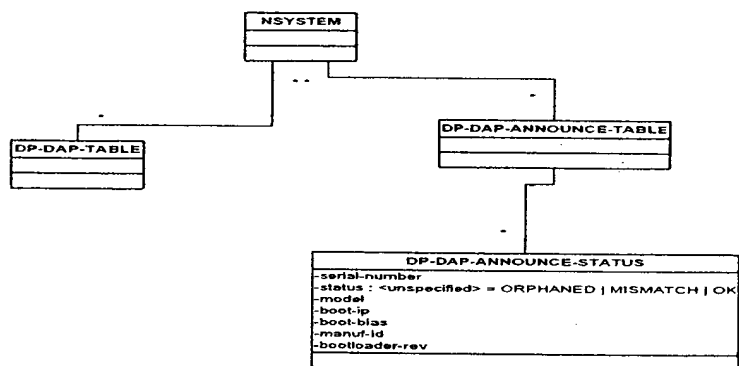 NSYSTEM
DP-DAP-TABLE
DP-DAP-ANNOUNCE-TABLE
DP-DAP-ANNOUNCE-STATUS
-serial-number
-status : <unspecified> = ORPHANED | MISMATCH | OK
-model
-boot-ip
-boot-bias
-manuf-id
-bootloader-rev